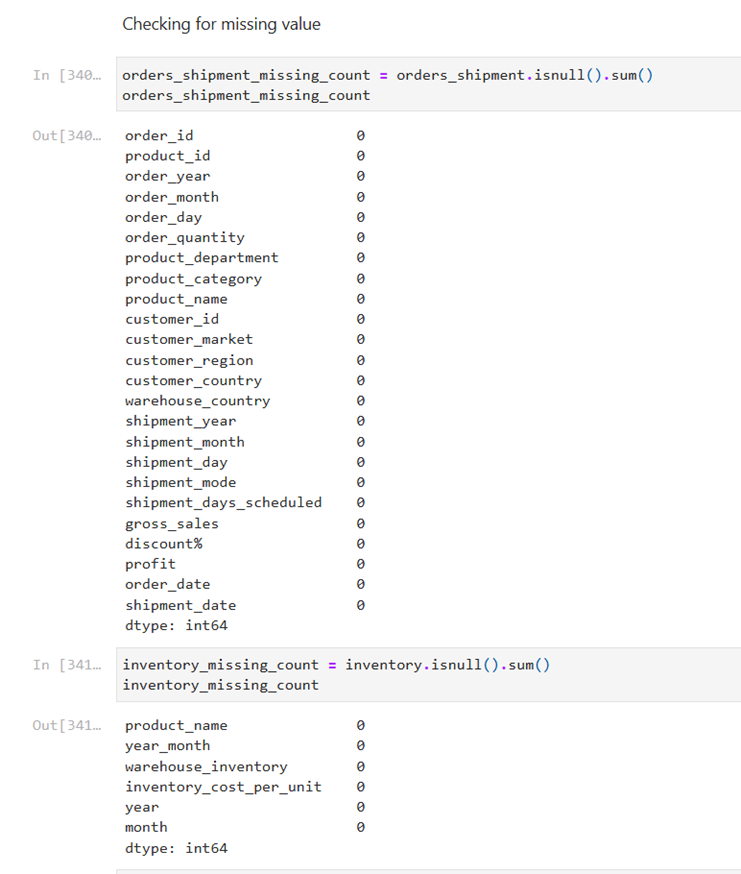 Checking for missing value
In [340… orders_shipment_missing_count = orders_shipment.isnull().sum()
orders_shipment_missing_count
Out[340… order_id 0
product_id 0
order_year 0
order_month 0
order_day 0
order_quantity 0
product_department 0
product_category 0
product_name 0
customer_id 0
customer_market 0
customer_region 0
customer_country 0
warehouse_country 0
shipment_year 0
shipment_month 0
shipment_day 0
shipment_mode 0
shipment_days_scheduled 0
gross_sales 0
discount% 0
profit 0
order_date 0
shipment_date 0
dtype: int64
In [341… inventory_missing_count = inventory.isnull().sum()
inventory_missing_count
Out[341… product_name 0
year_month 0
warehouse_inventory 0
inventory_cost_per_unit 0
year 0
month 0
dtype: int64